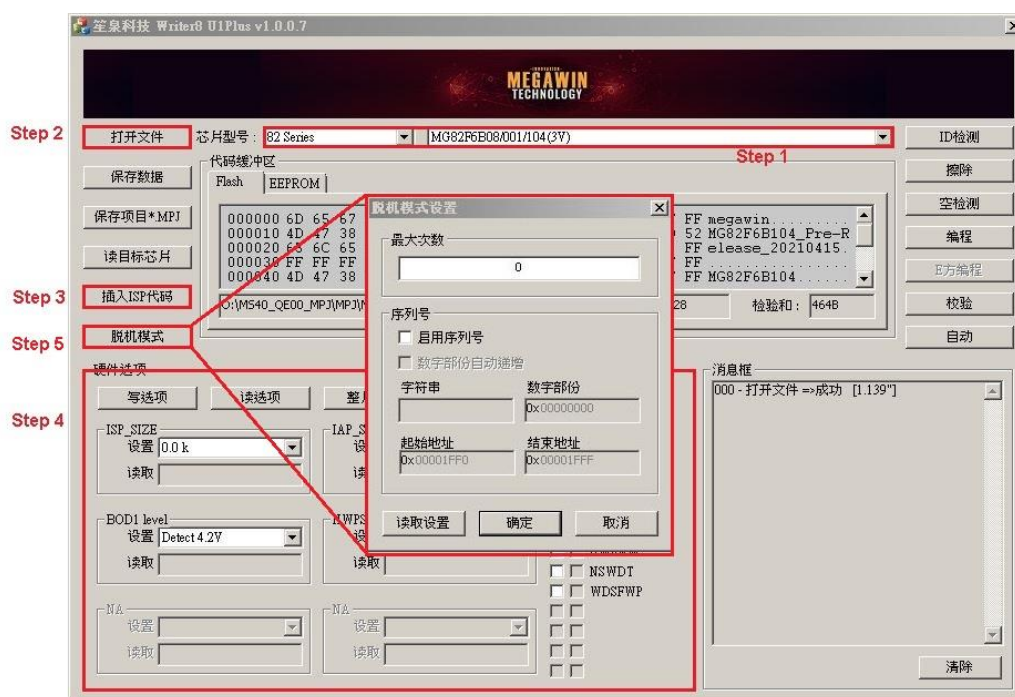 笙泉科技 Writer8 U1Plus v1.0.0.7
MEGAWIN
TECHNOLOGY
Step 2
打开文件
芯片型号：
82 Series
MG82F6B08/001/104(3V)
Step 1
ID检测
保存数据
代码缓冲区
Flash
EEPROM
擦除
保存项目*.MPJ
空检测
000000 6D 65 67
FF megawin.........
000010 4D 47 38
52 MG82F6B104_Pre-R
编程
000020 65 6C 65
FF elease_20210415.
读目标芯片
000030 FF FF FF
FF ................
E方编程
000040 4D 47 38
FF MG82F6B104......
Step 3
插入ISP代码
28
检验和：
464B
校验
Step 5
脱机模式
自动
脱机模式设置
最大次数
0
序列号
启用序列号
数字部份自动递增
字符串
数字部份
0x00000000
起始地址
结束地址
0x00001FF0
0x00001FFF
读取设置
确定
取消
Step 4
硬件选项
写选项
读选项
ISP_SIZE
设置
0.0 k
读取
BOD1 level
设置
Detect 4.2V
读取
读取
NSWDT
WDSFWP
NA
设置
读取
NA
设置
读取
消息框
000 - 打开文件 =>成功 [1.139"]
清除